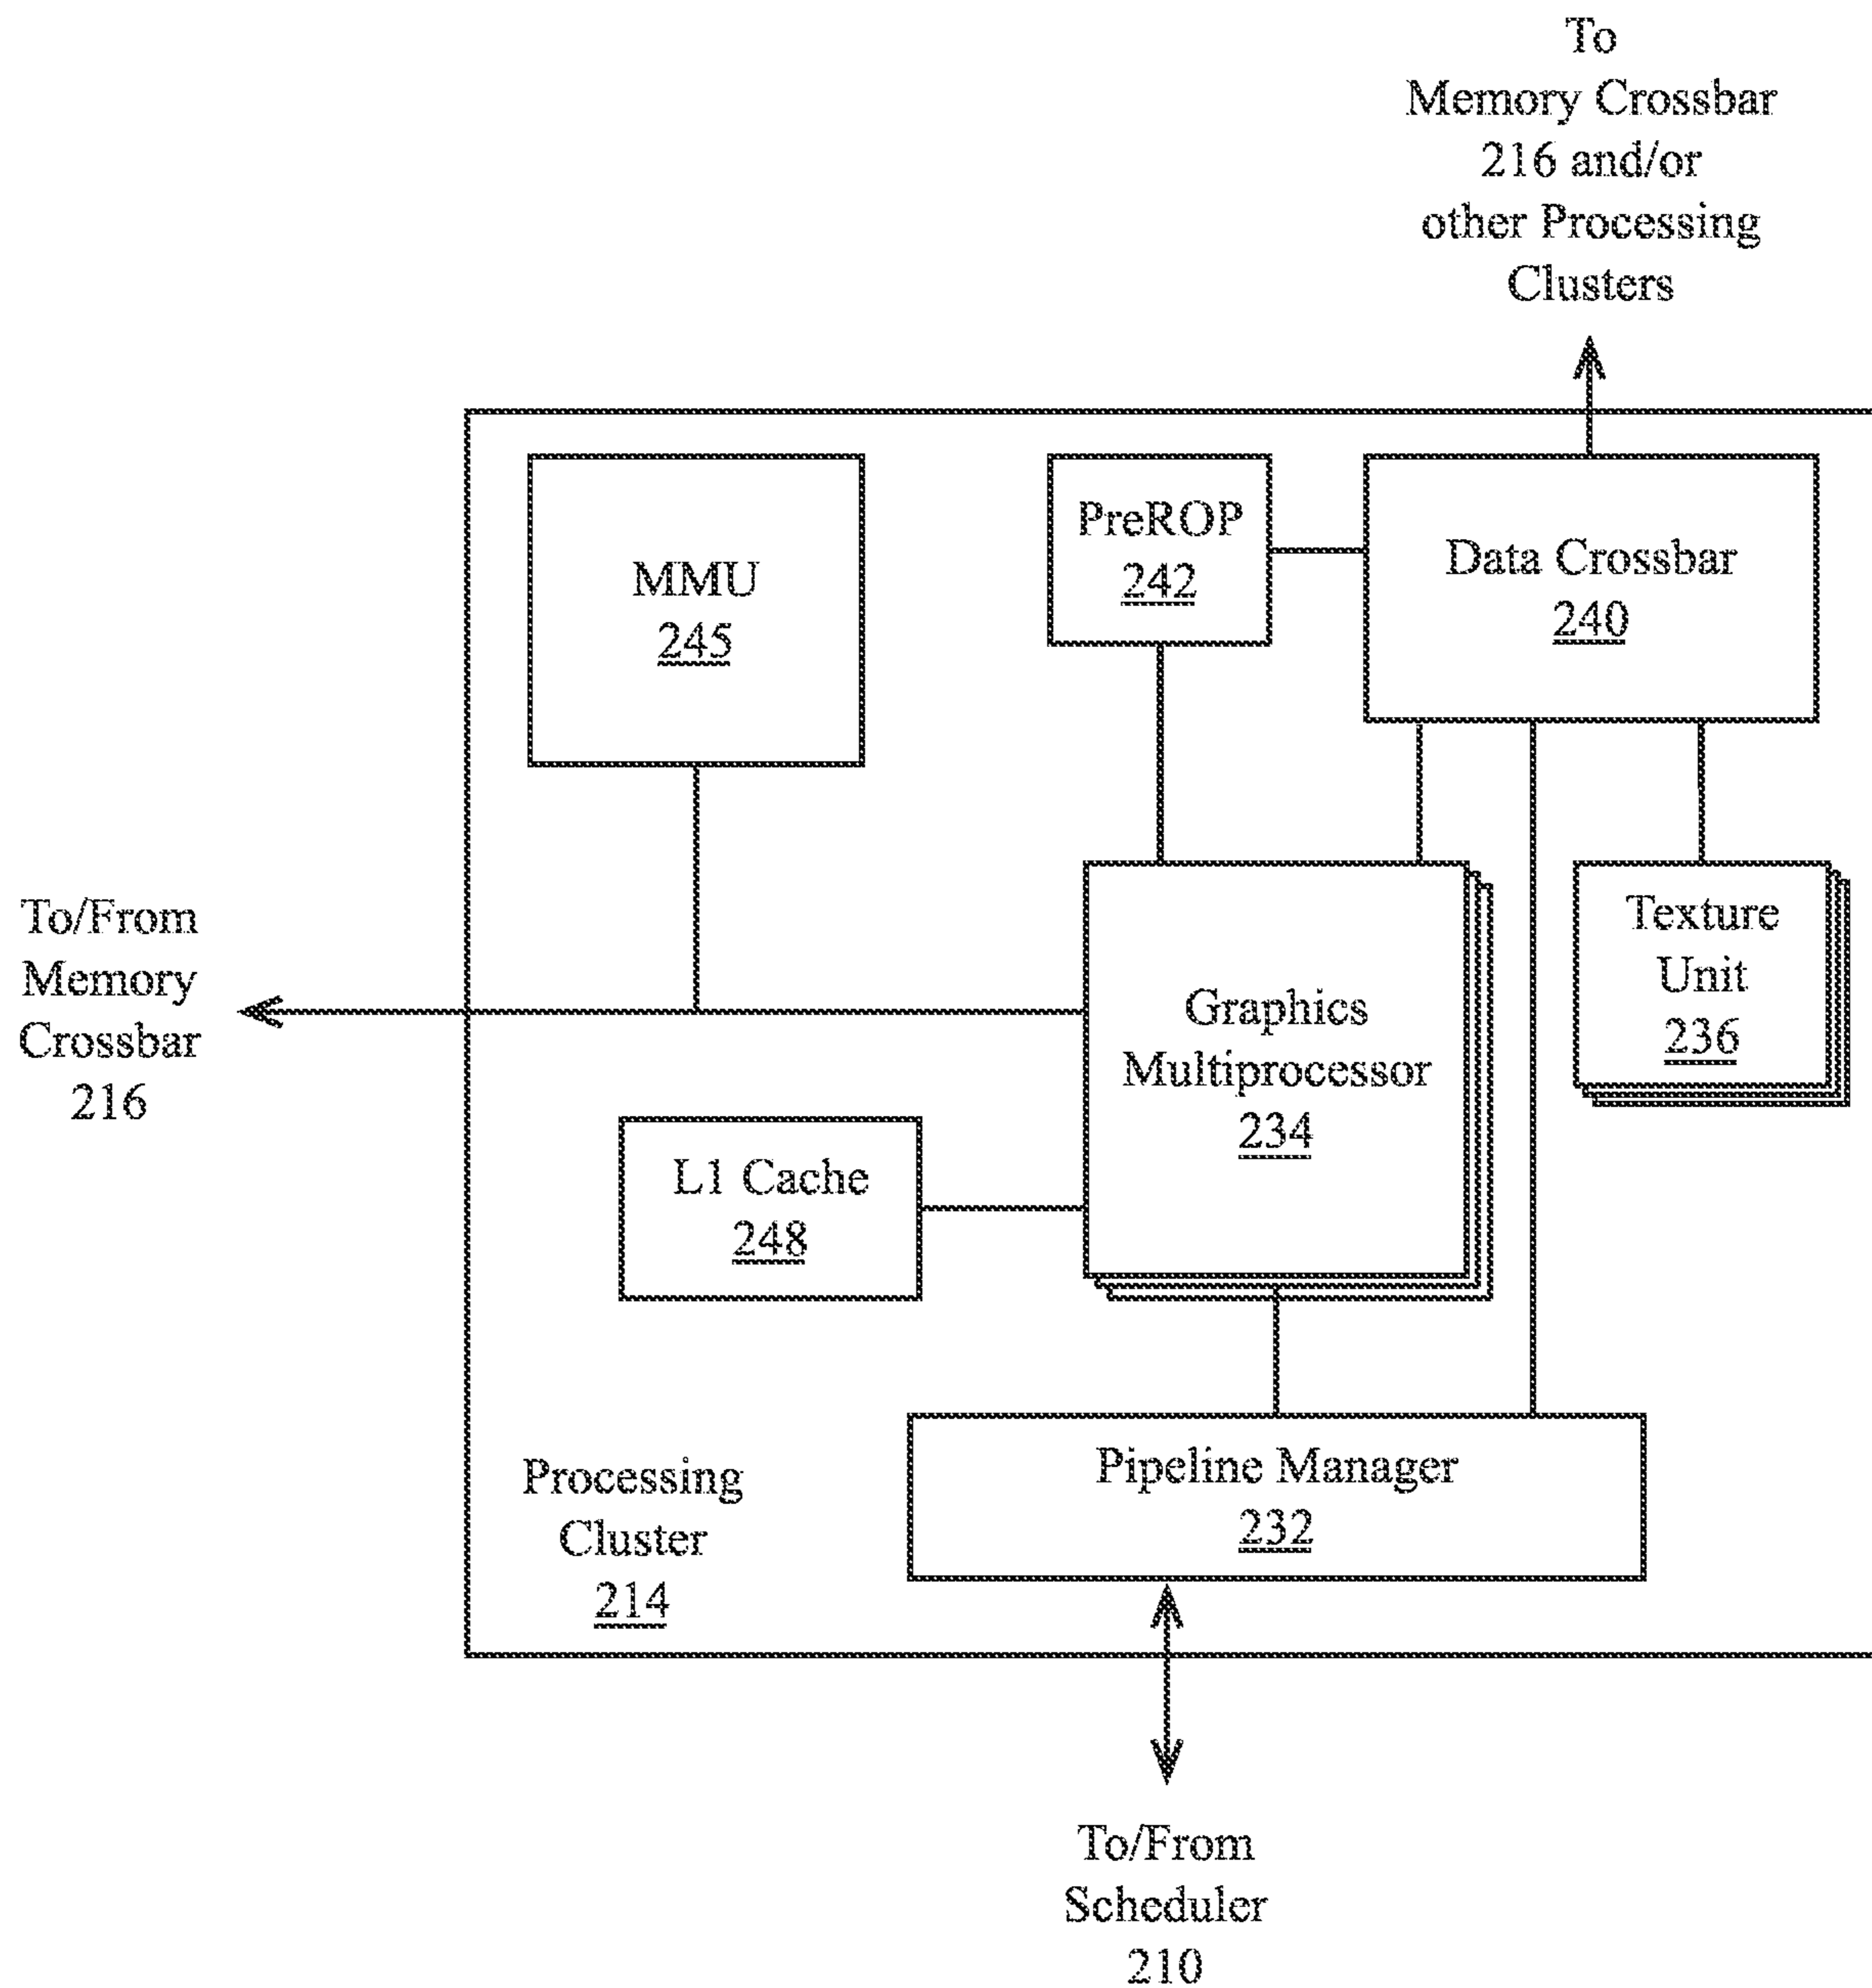 To
Memory Crossbar
216 and/or
other Processing
Clusters
MMU
245
PreROP
242
Data Crossbar
240
To/From
Memory
Crossbar
216
Graphics
Multiprocessor
234
Texture
Unit
236
L1 Cache
248
Processing
Cluster
214
Pipeline Manager
232
To/From
Scheduler
210